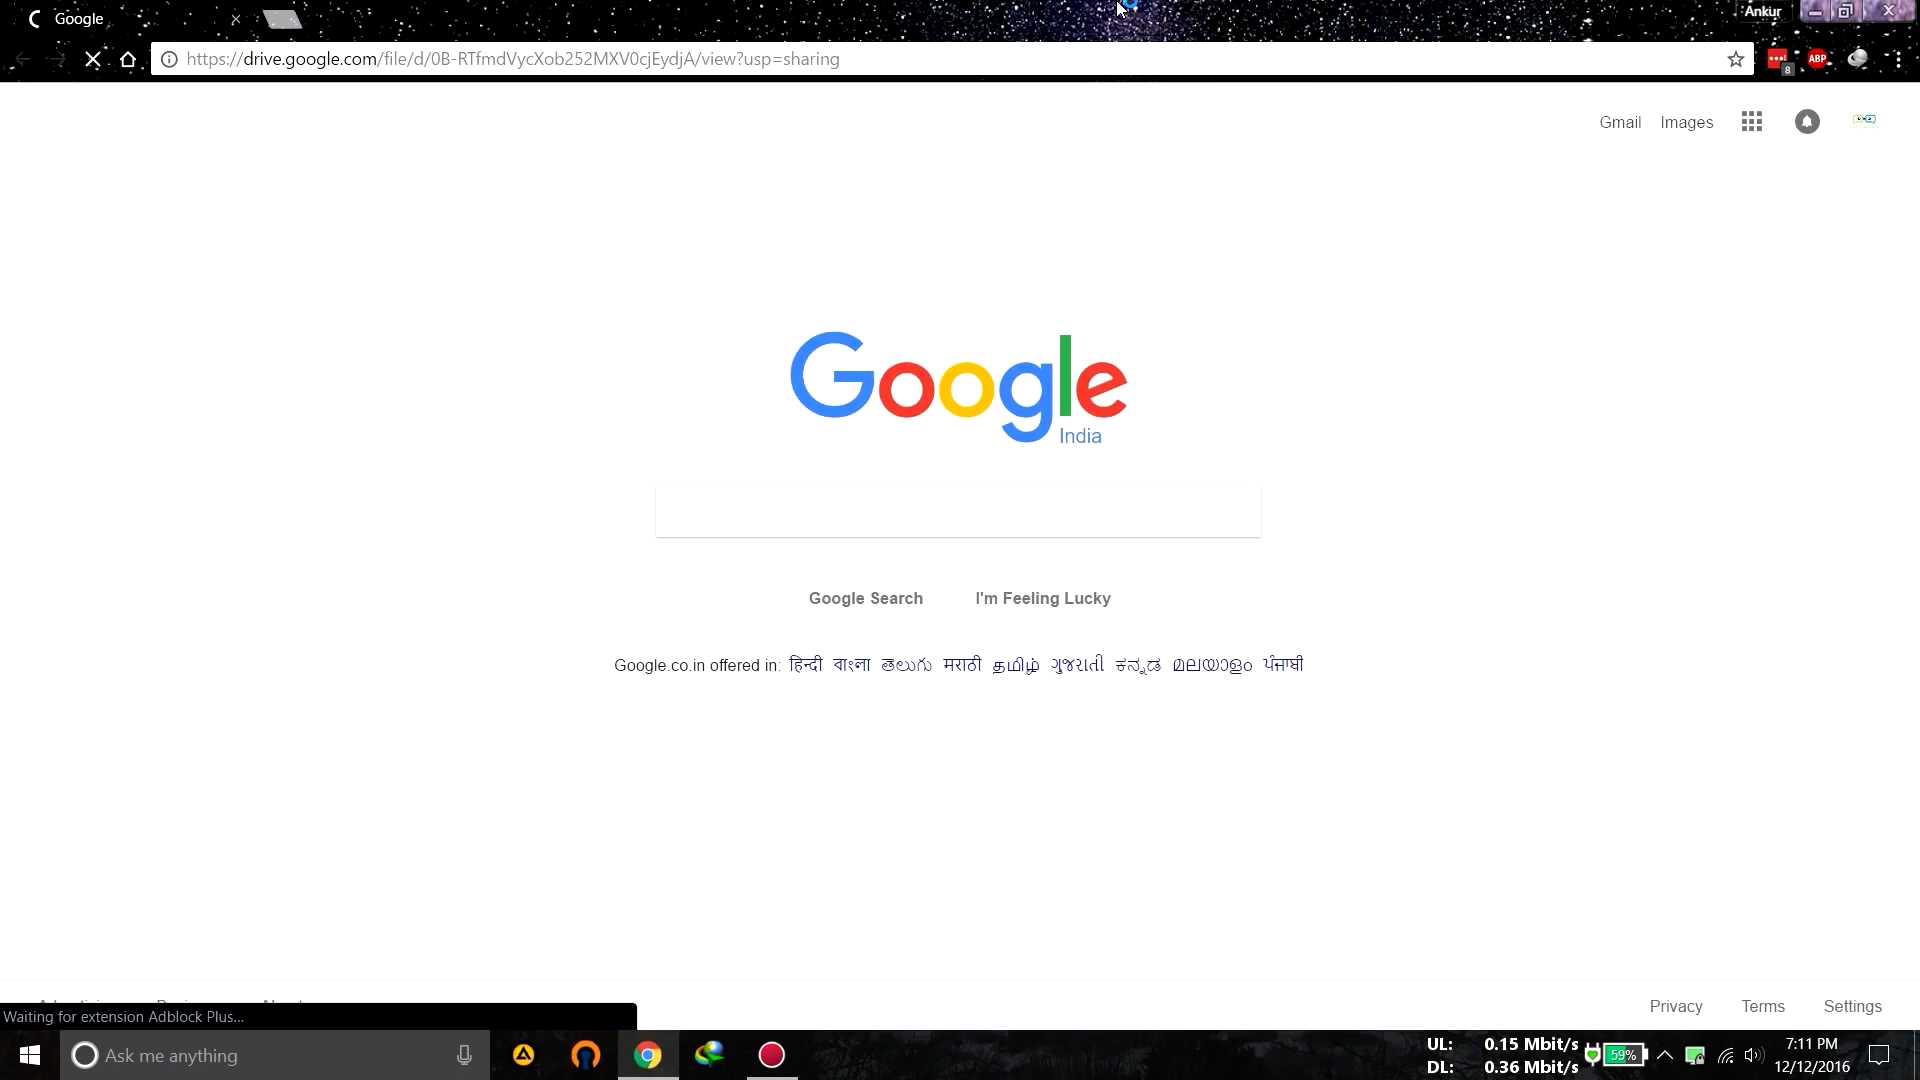 Google
Ankur
https://drive.google.com/file/d/0B-RTfmdVycXob252MXV0cjEydjA/view?usp=sharing
8
ABP
Gmail Images
Google
India
Google Search I'm Feeling Lucky
Google.co.in offered in: हिन्दी বাংলা తెలుగు मराठी தமிழ் ગુજરાતી ಕನ್ನಡ മലയാളം ਪੰਜਾਬੀ
Privacy Terms Settings
Waiting for extension Adblock Plus...
Ask me anything
UL: 0.15 Mbit/s
DL: 0.36 Mbit/s
59%
7:11 PM
12/12/2016